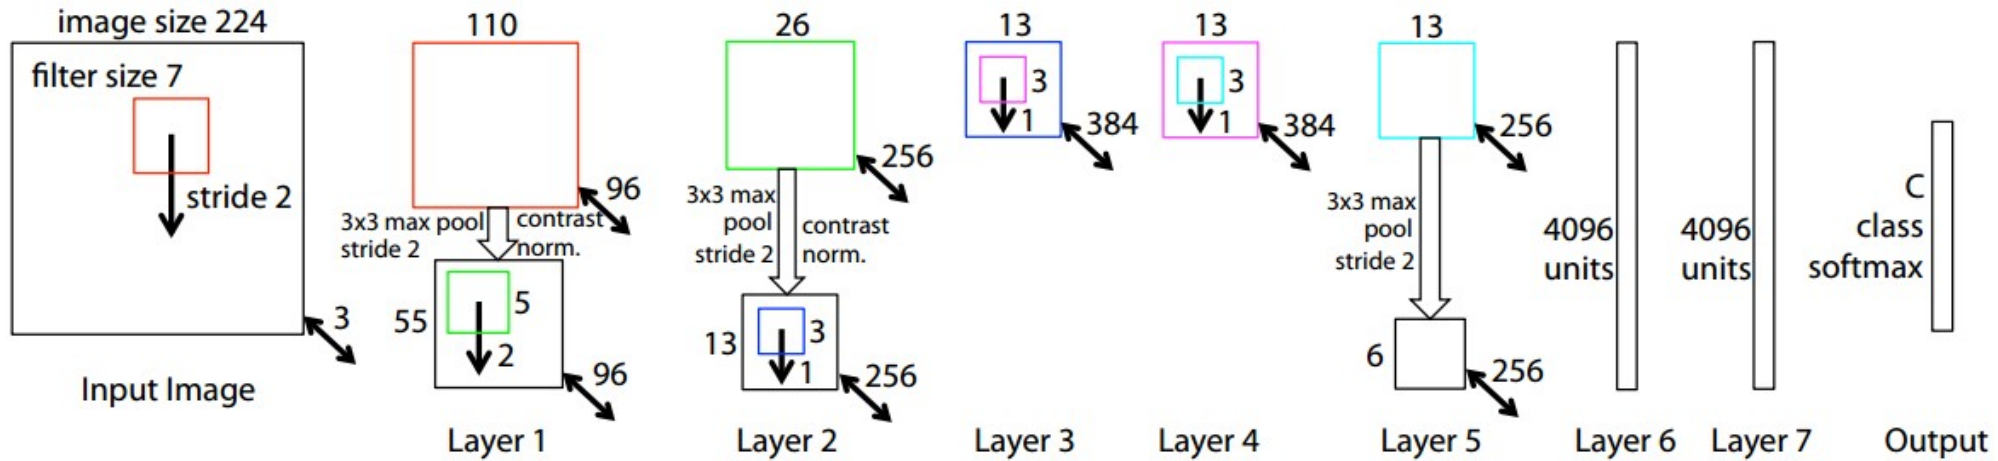 image size 224
filter size 7
stride 2
3
Input Image
110
96
3x3 max pool
stride 2
contrast
norm.
55
5
2
96
Layer 1
26
256
3x3 max
pool
stride 2
contrast
norm.
13
3
1
256
Layer 2
13
3
1
384
Layer 3
13
3
1
384
Layer 4
13
256
3x3 max
pool
stride 2
6
256
Layer 5
4096
units
Layer 6
4096
units
Layer 7
C
class
softmax
Output